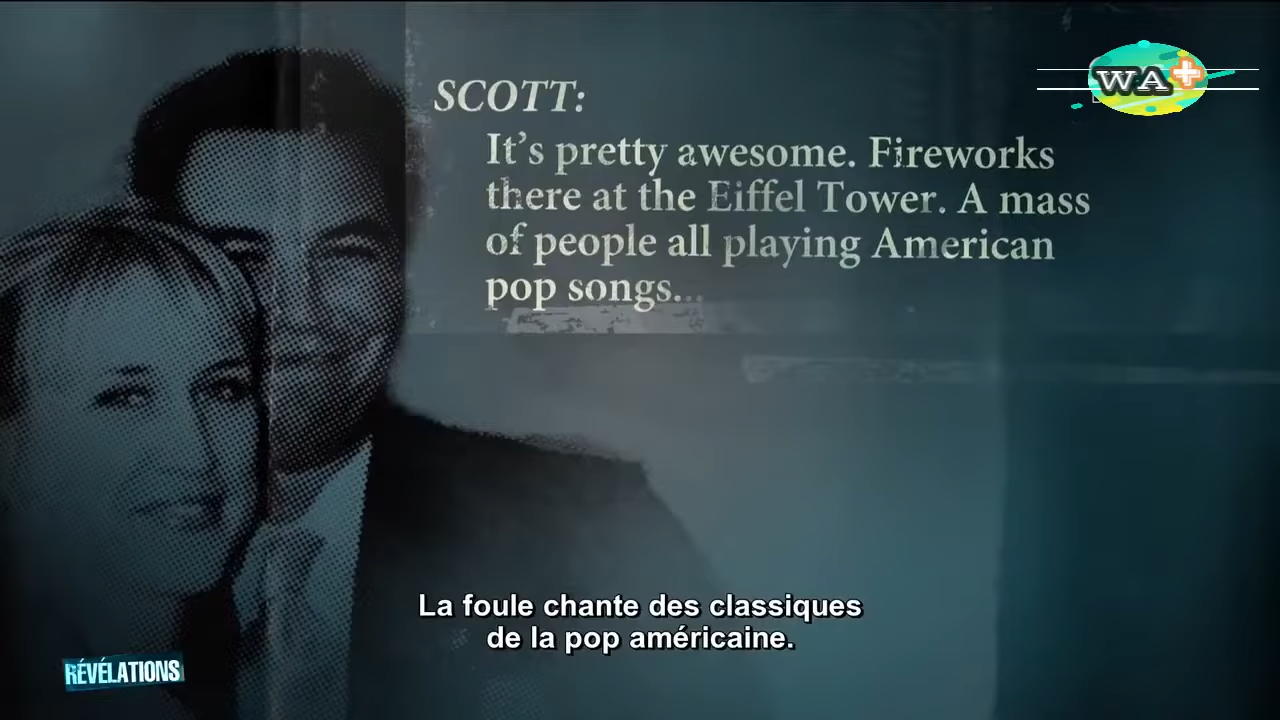 WA+
SCOTT:
It's pretty awesome. Fireworks
there at the Eiffel Tower. A mass
of people all playing American
pop songs...
La foule chante des classiques
de la pop américaine.
RÉVÉLATIONS